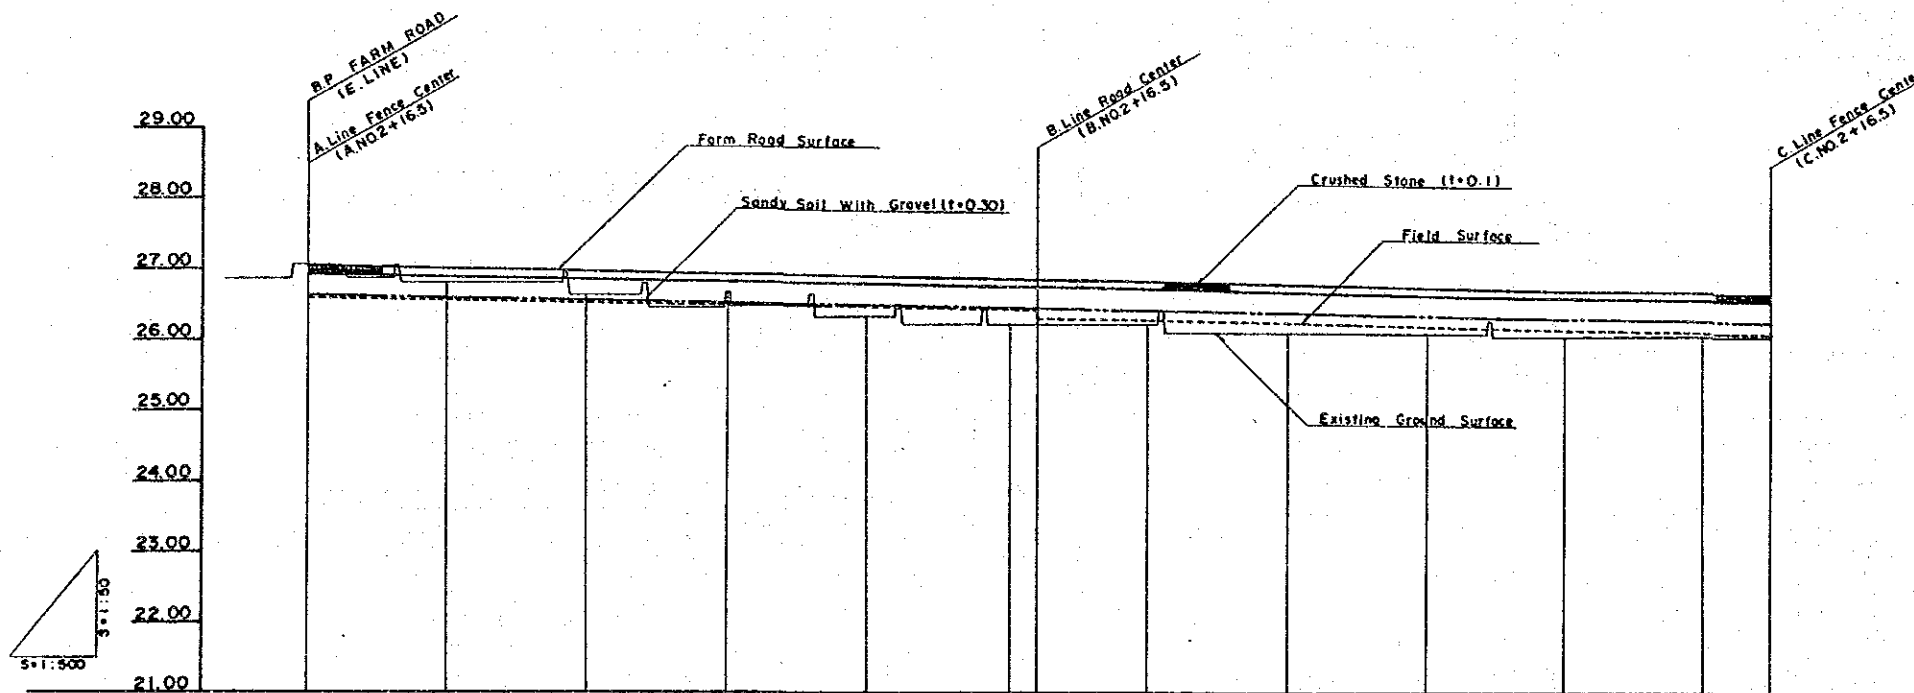 B.P. FARM ROAD
(E. LINE)
A. Line Fence Center
(A.NO.2+16.5)
B. Line Road Center
(B.NO.2+16.5)
C. Line Fence Cente
(C.NO.2+16.5)
29.00
28.00
27.00
26.00
25.00
24.00
23.00
22.00
21.00
Farm Road Surface
Sandy Soil With Gravel (t=0.30)
Crushed Stone (t=0.1)
Field Surface
Existing Ground Surface
S=1:50
S=1:500